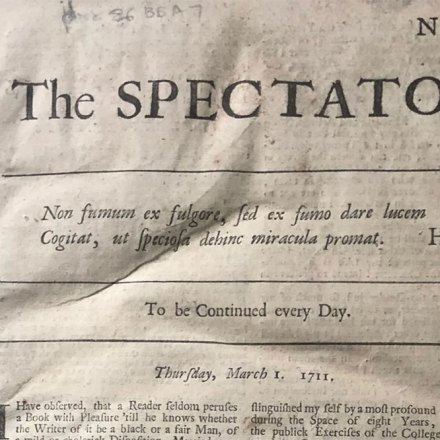 86 BBA7
N
The SPECTATO
Non fumum ex fulgore, ſed ex fumo dare lucem
Cogitat, ut ſpecioſa dehinc miracula promat. H
To be Continued every Day.
Thurſday, March 1. 1711.
Have obſerved, that a Reader ſeldom peruſes
a Book with Pleaſure 'till he knows whether
the Writer of it be a black or a fair Man, of
ſtinguiſhed my ſelf by a moſt profound
during the Space of eight Years,
the publick Exerciſes of the College